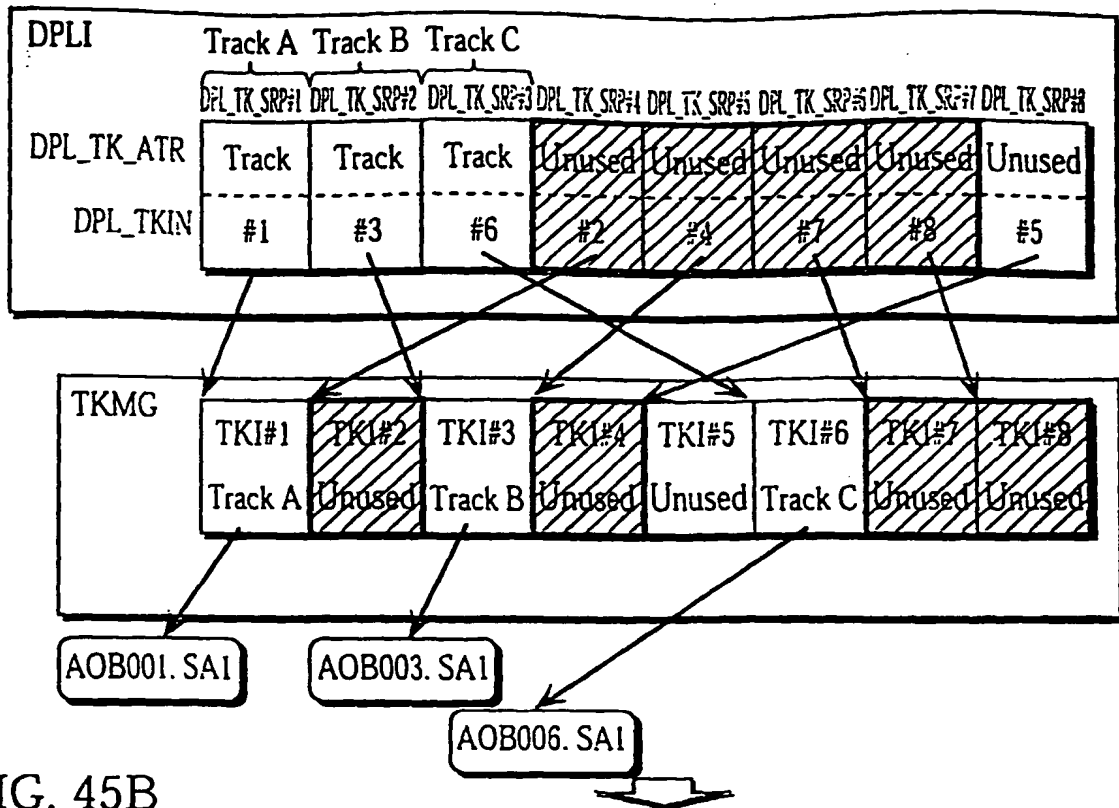 DPLI
Track A Track B Track C
DPL_TK_SRP#1 DPL_TK_SRP#2 DPL_TK_SRP#3 DPL_TK_SRP#4 DPL_TK_SRP#5 DPL_TK_SRP#6 DPL_TK_SRP#7 DPL_TK_SRP#8
DPL_TK_ATR Track Track Track Unused Unused Unused Unused Unused
DPL_TKIN #1 #3 #6 #2 #4 #7 #8 #5
TKMG TKI#1 TKI#2 TKI#3 TKI#4 TKI#5 TKI#6 TKI#7 TKI#8
Track A Unused Track B Unused Unused Track C Unused Unused
AOB001. SA1 AOB003. SA1
AOB006. SA1
IG. 45B